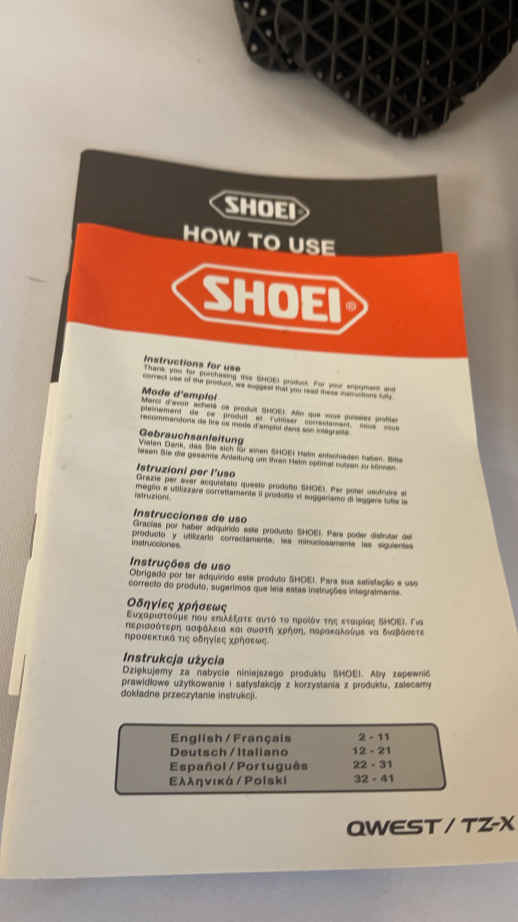 SHOEI
HOW TO USE
SHOEI®
Instructions for use
Thank you for purchasing this SHOEI product. For your enjoyment and
correct use of the product, we suggest that you read these instructions fully.
Mode d'emploi
Merci d'avoir acheté ce produit SHOEI. Afin que vous puissiez profiter
pleinement de ce produit et l'utiliser correctement, nous vous
recommandons de lire ce mode d'emploi dans son intégralité.
Gebrauchsanleitung
Vielen Dank, das Sie sich für einen SHOEI Helm entschieden haben. Bitte
lesen Sie die gesamte Anleitung um Ihren Helm optimal nutzen zu können.
Istruzioni per l'uso
Grazie per aver acquistato questo prodotto SHOEI. Per poter usufruire al
meglio e utilizzare correttamente il prodotto vi suggeriamo di leggere tutte le
istruzioni.
Instrucciones de uso
Gracias por haber adquirido este producto SHOEI. Para poder disfrutar del
producto y utilizarlo correctamente, lea minuciosamente las siguientes
instrucciones.
Instruções de uso
Obrigado por ter adquirido este produto SHOEI. Para sua satisfação e uso
correcto do produto, sugerimos que leia estas instruções integralmente.
Οδηγίες χρήσεως
Ευχαριστούμε που επιλέξατε αυτό το προϊόν της εταιρίας SHOEI. Για
περισσότερη ασφάλεια και σωστή χρήση, παρακαλούμε να διαβάσετε
προσεκτικά τις οδηγίες χρήσεως.
Instrukcja użycia
Dziękujemy za nabycie niniejszego produktu SHOEI. Aby zapewnić
prawidłowe użytkowanie i satysfakcję z korzystania z produktu, zalecamy
dokładne przeczytanie instrukcji.
English / Français 2 - 11
Deutsch / Italiano 12 - 21
Español / Português 22 - 31
Ελληνικά / Polski 32 - 41
QWEST / TZ-X